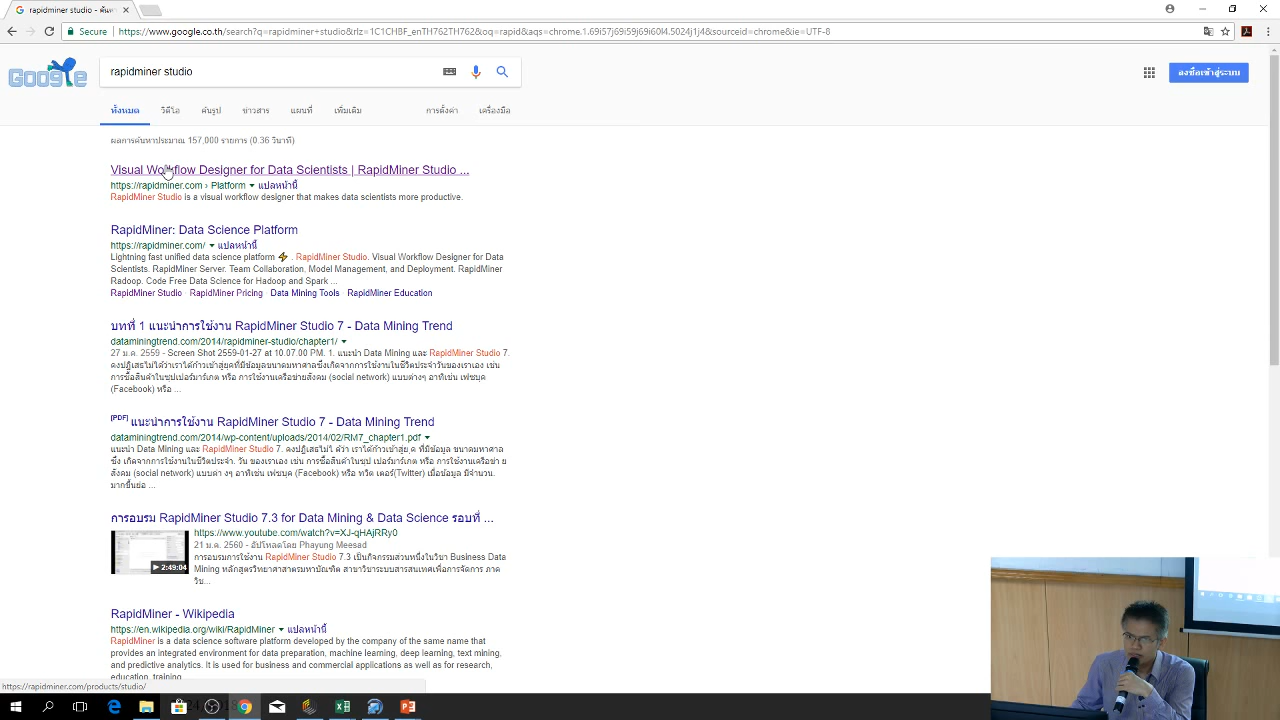 rapidminer studio - ค้นห
Secure
https://www.google.co.th/search?q=rapidminer+studio&rlz=1C1CHBF_enTH762TH762&oq=rapid&aqs=chrome.1.69i57j69i59j69i60l4.5024j1j4&sourceid=chrome&ie=UTF-8
Google
rapidminer studio
ลงชื่อเข้าสู่ระบบ
ทั้งหมด วิดีโอ ค้นรูป ข่าวสาร แผนที่ เพิ่มเติม การตั้งค่า เครื่องมือ
ผลการค้นหาประมาณ 157,000 รายการ (0.36 วินาที)
Visual Workflow Designer for Data Scientists | RapidMiner Studio ...
https://rapidminer.com › Platform ▼ แปลหน้านี้
RapidMiner Studio is a visual workflow designer that makes data scientists more productive.
RapidMiner: Data Science Platform
https://rapidminer.com/ ▼ แปลหน้านี้
Lightning fast unified data science platform ⚡ . RapidMiner Studio. Visual Workflow Designer for Data
Scientists. RapidMiner Server. Team Collaboration, Model Management, and Deployment. RapidMiner
Radoop. Code Free Data Science for Hadoop and Spark ...
RapidMiner Studio · RapidMiner Pricing · Data Mining Tools · RapidMiner Education
บทที่ 1 แนะนำการใช้งาน RapidMiner Studio 7 - Data Mining Trend
dataminingtrend.com/2014/rapidminer-studio/chapter1/ ▼
27 ม.ค. 2559 - Screen Shot 2559-01-27 at 10.07.00 PM. 1. แนะนำ Data Mining และ RapidMiner Studio 7.
คงปฏิเสธไม่ได้ว่าเราได้ก้าวเข้าสู่ยุคที่มีข้อมูลขนาดมหาศาลซึ่งเกิดจากการใช้งานในชีวิตประจำวันของเราเอง เช่น
การซื้อสินค้าในซุปเปอร์มาร์เกต หรือ การใช้งานเครือข่ายสังคม (social network) แบบต่างๆ อาทิเช่น เฟซบุค
(Facebook) หรือ ...
[PDF] แนะนำการใช้งาน RapidMiner Studio 7 - Data Mining Trend
dataminingtrend.com/2014/wp-content/uploads/2014/02/RM7_chapter1.pdf ▼
แนะนำ Data Mining และ RapidMiner Studio 7. คงปฏิเสธไม่ไ ด้ว่า เราได้ก้าวเข้าสู่ยุ ค ที่มีข้อมูล ขนาดมหาศาล
ซึ่ง เกิดจากการใช้งานในชีวิตประจำ วัน ของเราเอง เช่น การซื้อสินค้าในซุป เปอร์มาร์เกต หรือ การใช้งานเครือข่า ย
สังคม (social network) แบบต่า งๆ อาทิเช่น เฟซบุค (Facebook) หรือ ทวิต เตอร์(Twitter) เมื่อข้อมูล มีจำนวน.
มากขึ้นย่อ ...
การอบรม RapidMiner Studio 7.3 for Data Mining & Data Science รอบที่ ...
https://www.youtube.com/watch?v=XJ-qHAjRRy0
21 ม.ค. 2560 - อัปโหลดโดย Phayung Meesad
การอบรมการใช้งาน RapidMiner Studio 7.3 เป็นกิจกรรมส่วนหนึ่งในวิชา Business Data
Mining หลักสูตรวิทยาศาสตรมหาบัณฑิต สาขาวิชาระบบสารสนเทศเพื่อการจัดการ ภาค
วิช...
▶ 2:49:04
RapidMiner - Wikipedia
https://en.wikipedia.org/wiki/RapidMiner ▼ แปลหน้านี้
RapidMiner is a data science software platform developed by the company of the same name that
provides an integrated environment for data preparation, machine learning, deep learning, text mining,
and predictive analytics. It is used for business and commercial applications as well as for research,
education, training,
https://rapidminer.com/products/studio/